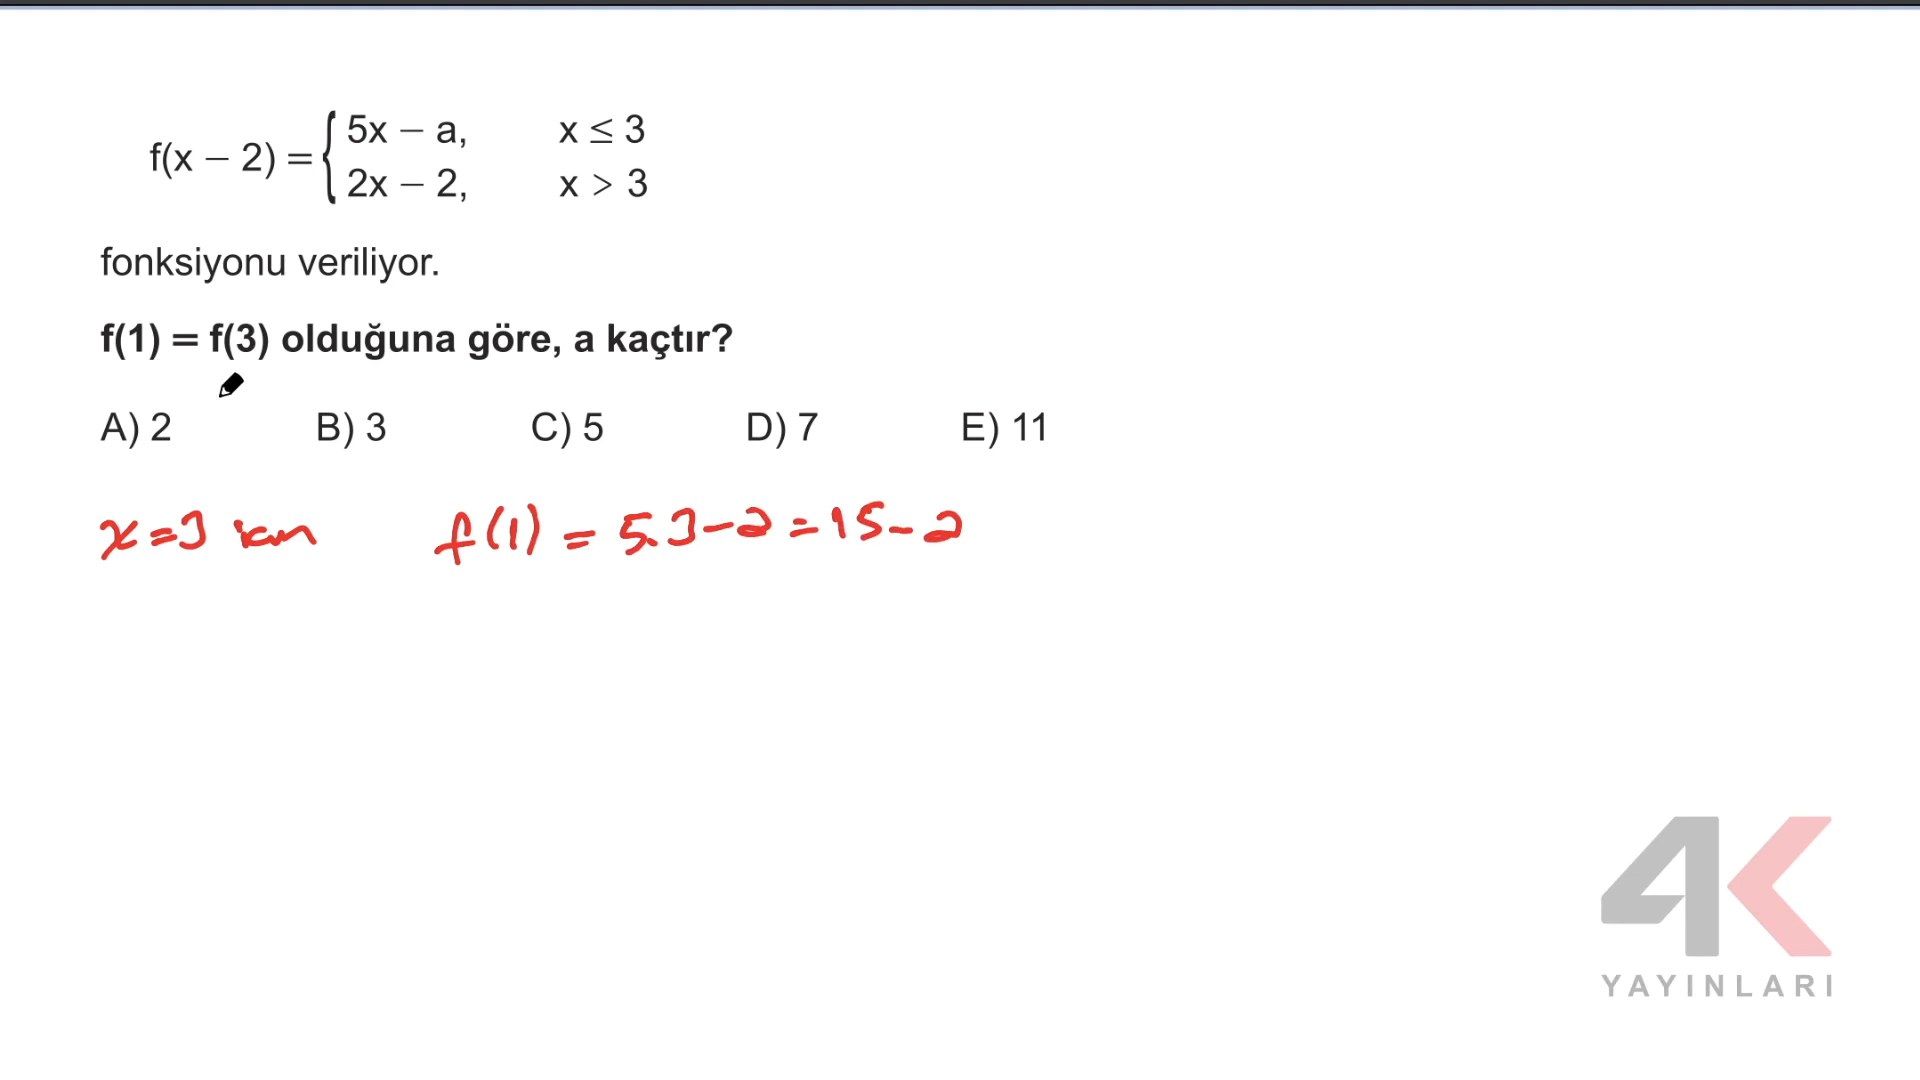 f(x − 2) = { 5x − a, x ≤ 3
2x − 2, x > 3
fonksiyonu veriliyor.
f(1) = f(3) olduğuna göre, a kaçtır?
A) 2 B) 3 C) 5 D) 7 E) 11
x = 3 için f(1) = 5.3 − a = 15 − a
4K
YAYINLARI